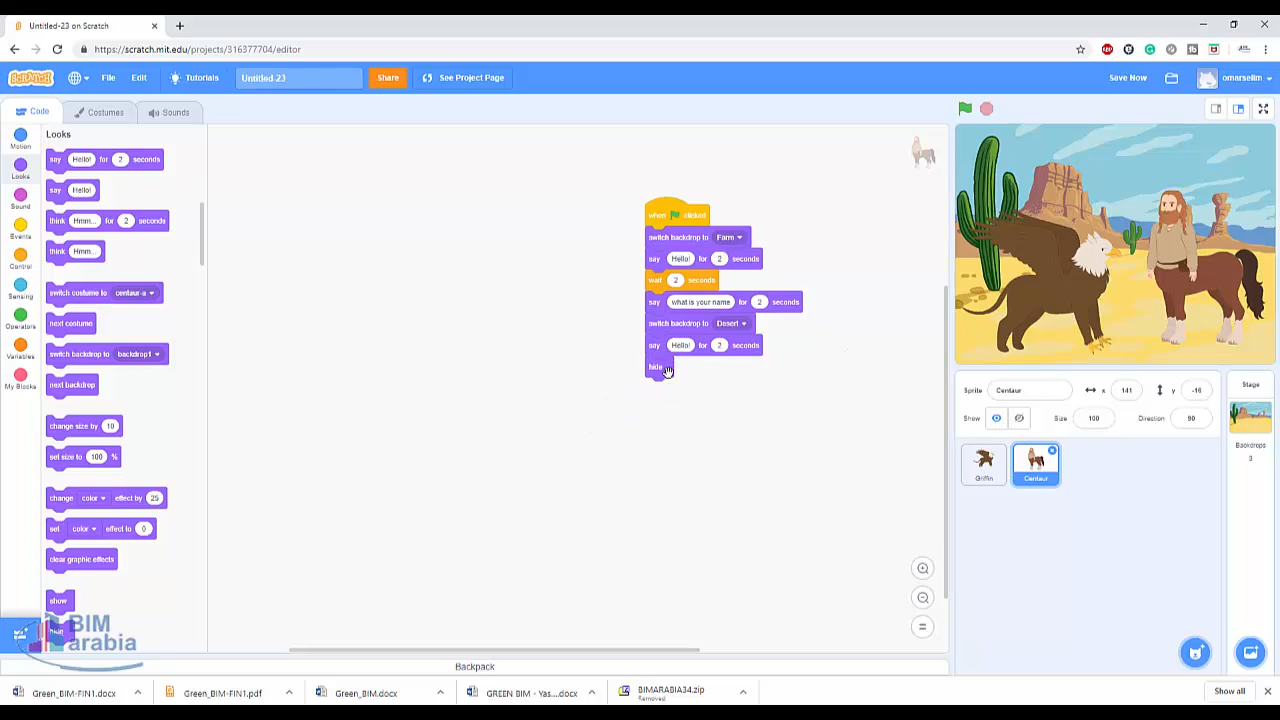 Untitled-23 on Scratch
https://scratch.mit.edu/projects/316377704/editor
SCRATCH
File
Edit
Tutorials
Untitled-23
Share
See Project Page
Save Now
omarselim
Code
Costumes
Sounds
Motion
Looks
Sound
Events
Control
Sensing
Operators
Variables
My Blocks
Looks
say Hello! for 2 seconds
say Hello!
think Hmm... for 2 seconds
think Hmm...
switch costume to centaur-a
next costume
switch backdrop to backdrop1
next backdrop
change size by 10
set size to 100 %
change color effect by 25
set color effect to 0
clear graphic effects
show
hide
BIM
arabia
when clicked
switch backdrop to Farm
say Hello! for 2 seconds
wait 2 seconds
say what is your name for 2 seconds
switch backdrop to Desert
say Hello! for 2 seconds
hide
Sprite Centaur x 141 y -16
Show Size 100 Direction 90
Griffin
Centaur
Stage
Backdrops
3
Backpack
Green_BIM-FIN1.docx
Green_BIM-FIN1.pdf
Green_BIM.docx
GREEN BIM - Yas....docx
BIMARABIA34.zip
Removed
Show all